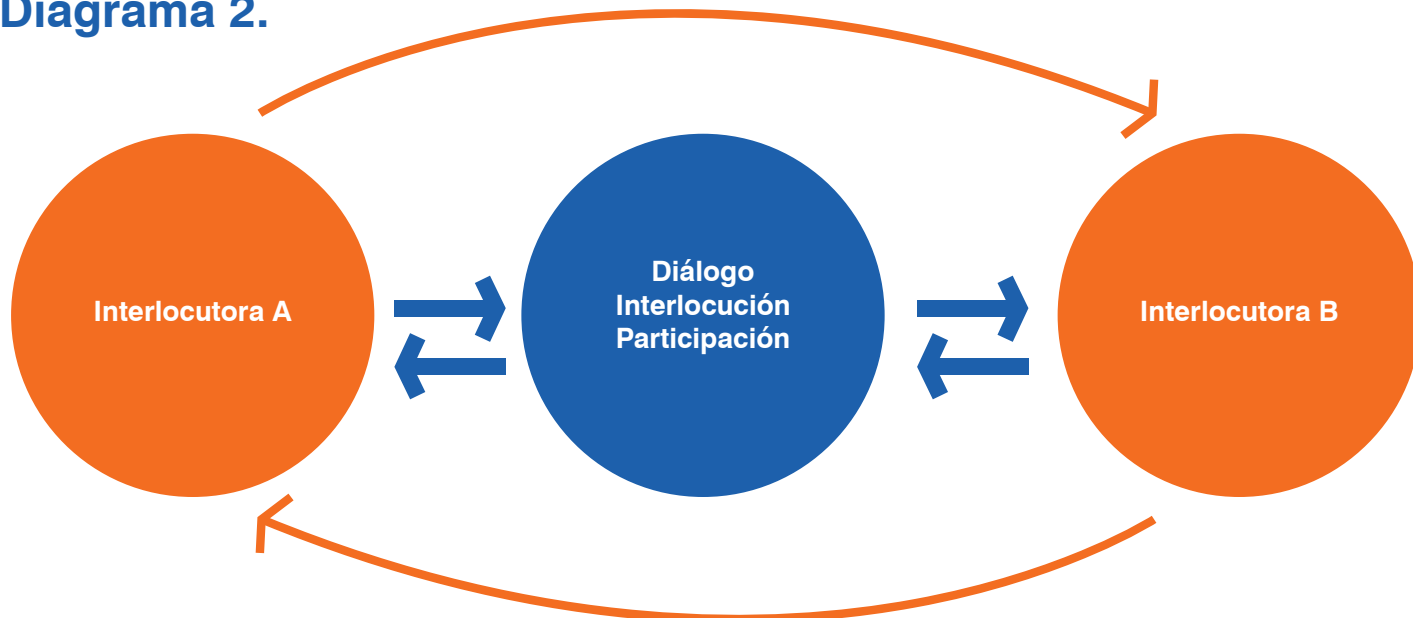 Diagrama 2.
Interlocutora A
Diálogo
Interlocución
Participación
Interlocutora B